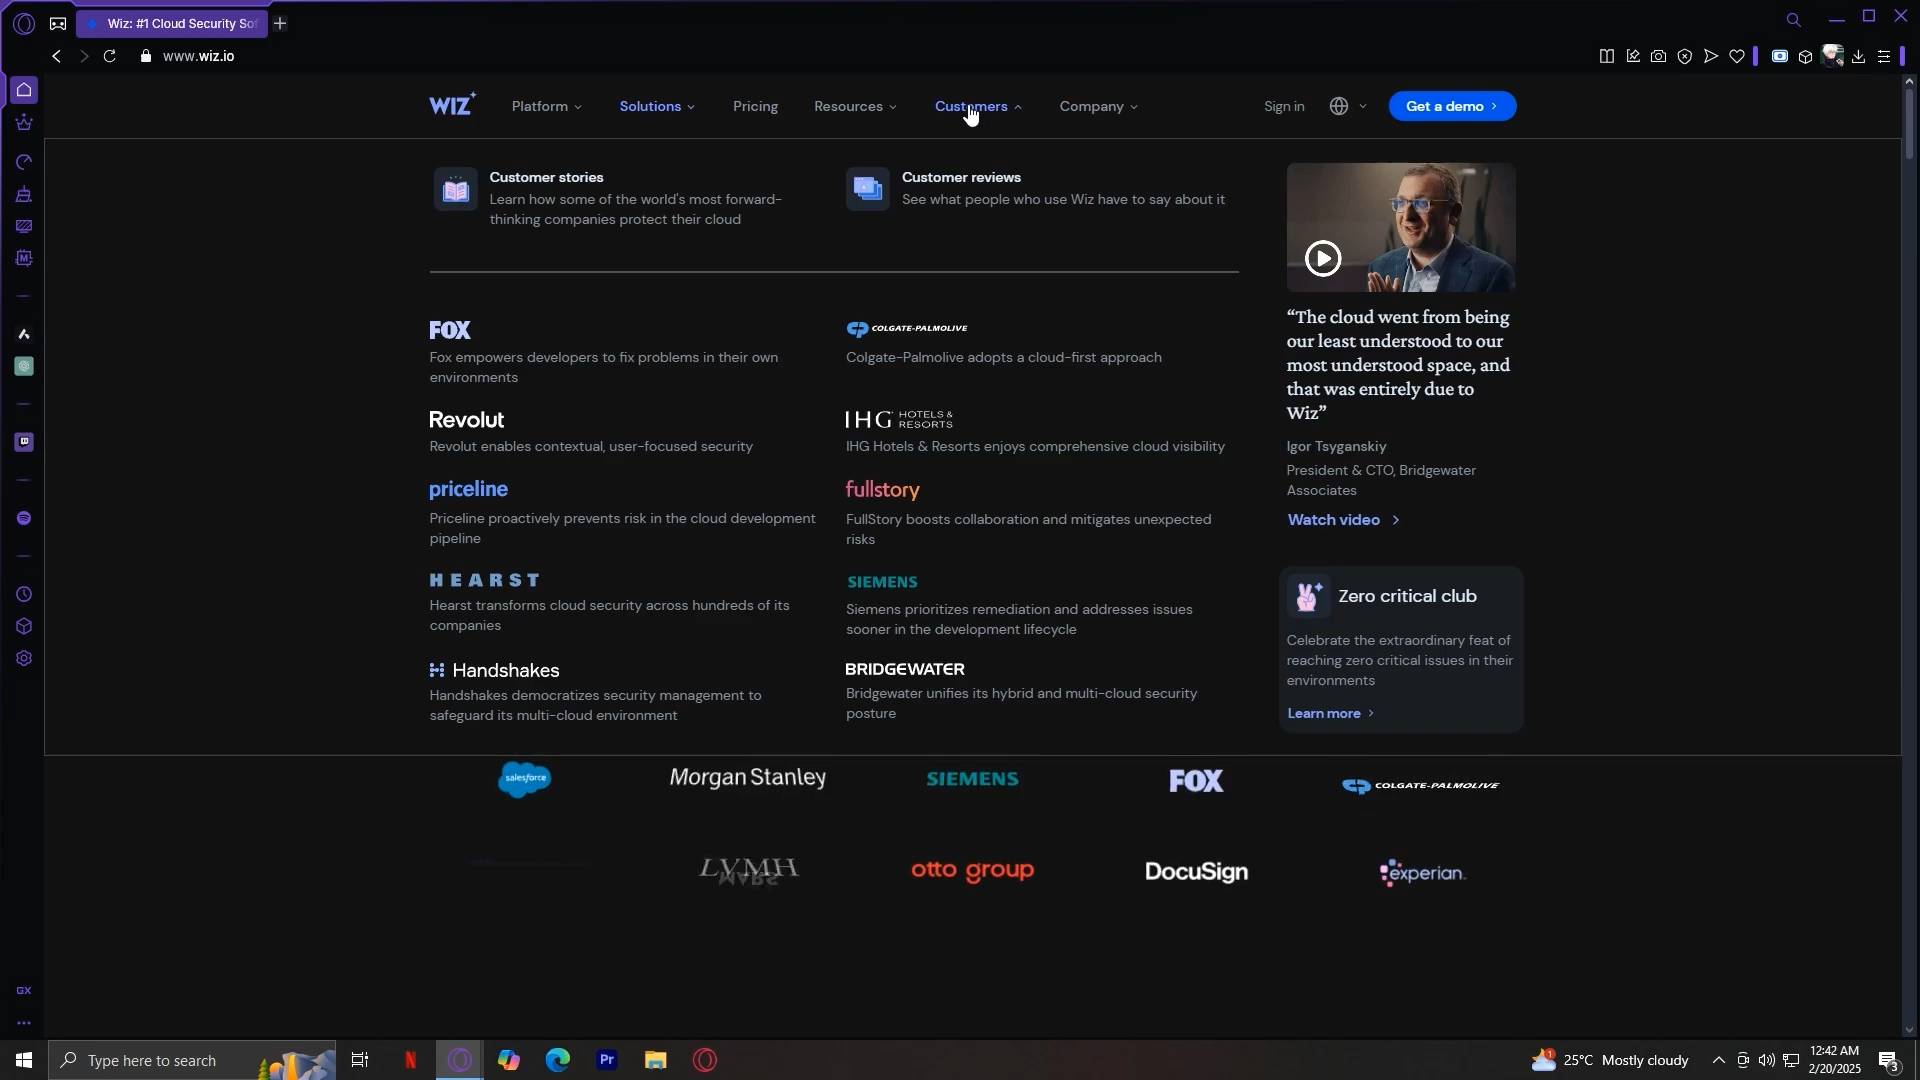 Wiz: #1 Cloud Security Sof
www.wiz.io
WIZ
Platform
Solutions
Pricing
Resources
Customers
Company
Sign in
Get a demo
Customer stories
Learn how some of the world's most forward-
thinking companies protect their cloud
Customer reviews
See what people who use Wiz have to say about it
FOX
Fox empowers developers to fix problems in their own
environments
COLGATE-PALMOLIVE
Colgate-Palmolive adopts a cloud-first approach
Revolut
Revolut enables contextual, user-focused security
IHG HOTELS &
RESORTS
IHG Hotels & Resorts enjoys comprehensive cloud visibility
priceline
Priceline proactively prevents risk in the cloud development
pipeline
fullstory
FullStory boosts collaboration and mitigates unexpected
risks
HEARST
Hearst transforms cloud security across hundreds of its
companies
SIEMENS
Siemens prioritizes remediation and addresses issues
sooner in the development lifecycle
Handshakes
Handshakes democratizes security management to
safeguard its multi-cloud environment
BRIDGEWATER
Bridgewater unifies its hybrid and multi-cloud security
posture
“The cloud went from being
our least understood to our
most understood space, and
that was entirely due to
Wiz”
Igor Tsyganskiy
President & CTO, Bridgewater
Associates
Watch video
Zero critical club
Celebrate the extraordinary feat of
reaching zero critical issues in their
environments
Learn more
salesforce
Morgan Stanley
SIEMENS
FOX
COLGATE-PALMOLIVE
LVMH
otto group
DocuSign
experian.
GX
Type here to search
Pr
1
25°C Mostly cloudy
12:42 AM
2/20/2025
3